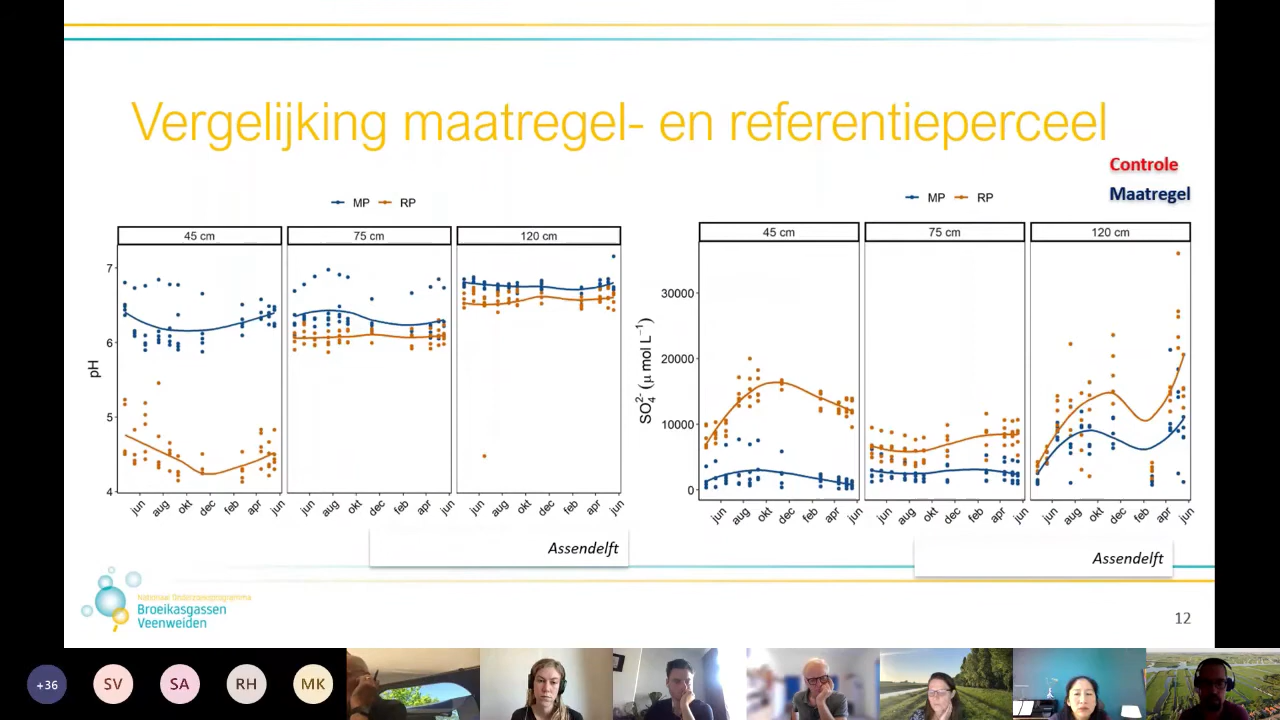 Vergelijking maatregel- en referentieperceel
Controle
Maatregel
MP RP
45 cm 75 cm 120 cm
pH
7
6
5
4
jun aug okt dec feb apr jun
jun aug okt dec feb apr jun
jun aug okt dec feb apr jun
Assendelft
MP RP
45 cm 75 cm 120 cm
SO₄²⁻ (μ mol L⁻¹)
30000
20000
10000
0
jun aug okt dec feb apr jun
jun aug okt dec feb apr jun
jun aug okt dec feb apr jun
Assendelft
Nationaal Onderzoeksprogramma
Broeikasgassen
Veenweiden
12
+36 SV SA RH MK